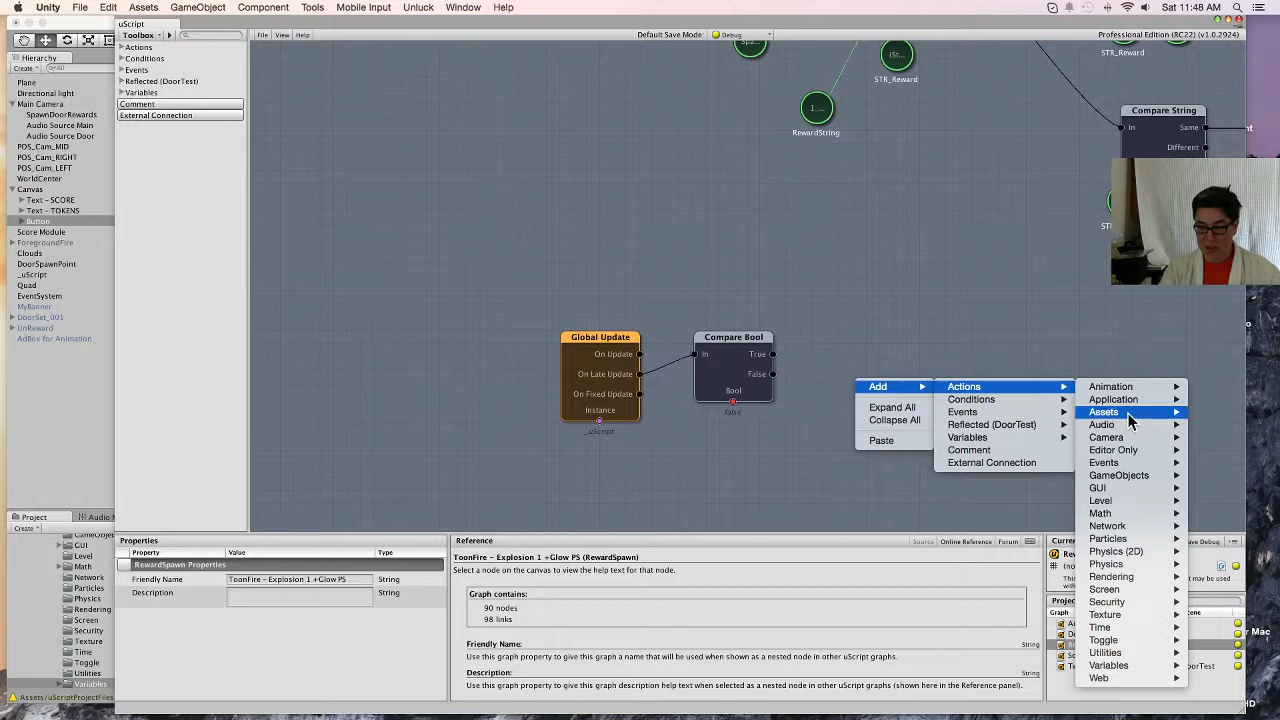 Unity File Edit Assets GameObject Component Tools Mobile Input Unluck Window Help
Sat 11:48 AM
uScript
Toolbox
File View Help
Default Save Mode: Debug
Professional Edition (RC22) (v1.0.2924)
Hierarchy
Create All
Plane
Directional light
Main Camera
SpawnDoorRewards
Audio Source Main
Audio Source Door
POS_Cam_MID
POS_Cam_RIGHT
POS_Cam_LEFT
WorldCenter
Canvas
Text - SCORE
Text - TOKENS
Button
Score Module
ForegroundFire
Clouds
DoorSpawnPoint
_uScript
Quad
EventSystem
MyBanner
DoorSet_001
UnReward
AdBox for Animation
Actions
Conditions
Events
Reflected (DoorTest)
Variables
Comment
External Connection
1_...
RewardString
(St...
STR_Reward
STR_Reward
Compare String
In Same
Different
Global Update
On Update
On Late Update
On Fixed Update
Instance
_uScript
Compare Bool
In True
False
Bool
false
Add
Expand All
Collapse All
Paste
Actions
Conditions
Events
Reflected (DoorTest)
Variables
Comment
External Connection
Animation
Application
Assets
Audio
Camera
Editor Only
Events
GameObjects
GUI
Level
Math
Network
Particles
Physics (2D)
Physics
Rendering
Screen
Security
Texture
Time
Toggle
Utilities
Variables
Web
Project
Create
GameObject
GUI
Level
Math
Network
Particles
Physics
Rendering
Screen
Security
Texture
Time
Toggle
Utilities
Variables
Assets/uScriptProjectFiles
Properties
Property Value Type
RewardSpawn Properties
Friendly Name ToonFire - Explosion 1 +Glow PS String
Description String
Reference
Source Online Reference Forum
ToonFire - Explosion 1 +Glow PS (RewardSpawn)
Select a node on the canvas to view the help text for that node.
Graph contains:
90 nodes
98 links
Friendly Name: String
Use this graph property to give this graph a name that will be used when shown as a nested node in other uScript graphs.
Description: String
Use this graph property to give this graph description help text when selected as a nested node in other uScript graphs (shown here in the Reference panel).